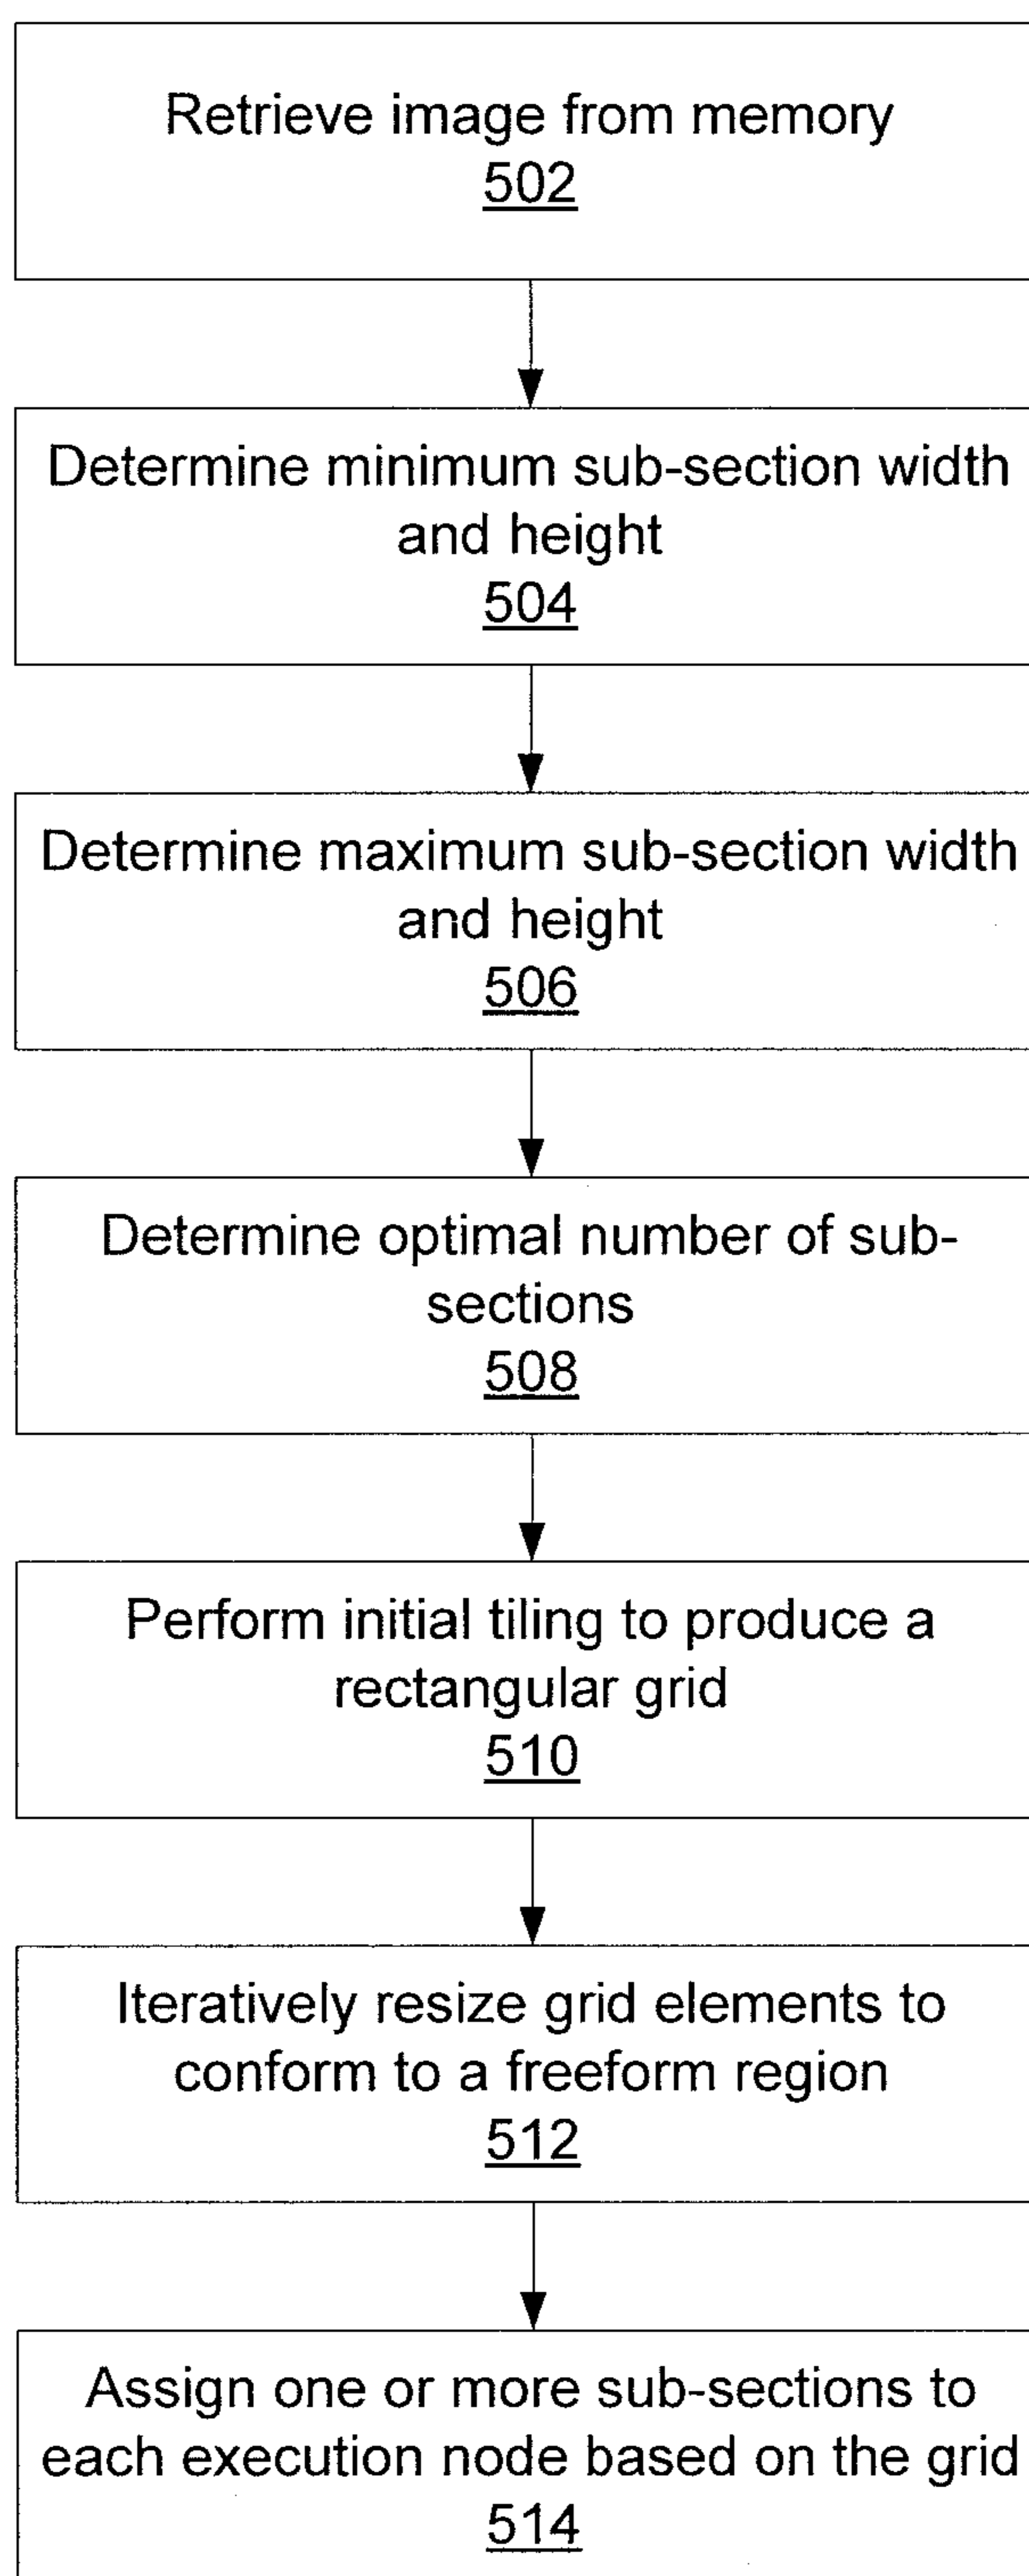 Retrieve image from memory
502
Determine minimum sub-section width
and height
504
Determine maximum sub-section width
and height
506
Determine optimal number of sub-
sections
508
Perform initial tiling to produce a
rectangular grid
510
Iteratively resize grid elements to
conform to a freeform region
512
Assign one or more sub-sections to
each execution node based on the grid
514